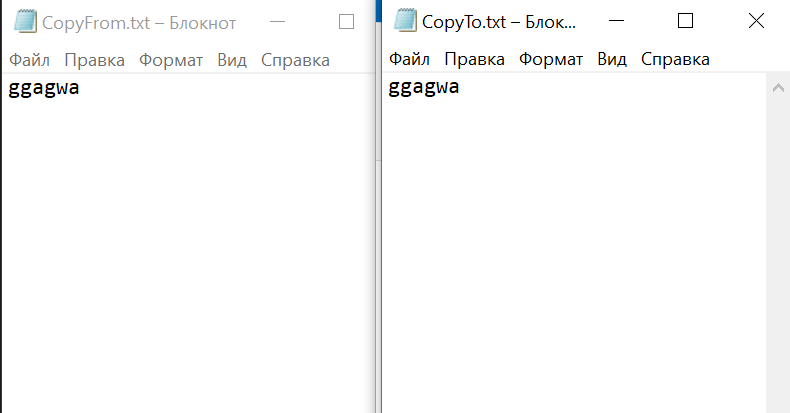 CopyFrom.txt – Блокнот
Файл Правка Формат Вид Справка
ggagwa
CopyTo.txt – Блок...
Файл Правка Формат Вид Справка
ggagwa